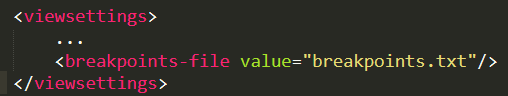 <viewsettings>
...
<breakpoints-file value="breakpoints.txt"/>
</viewsettings>